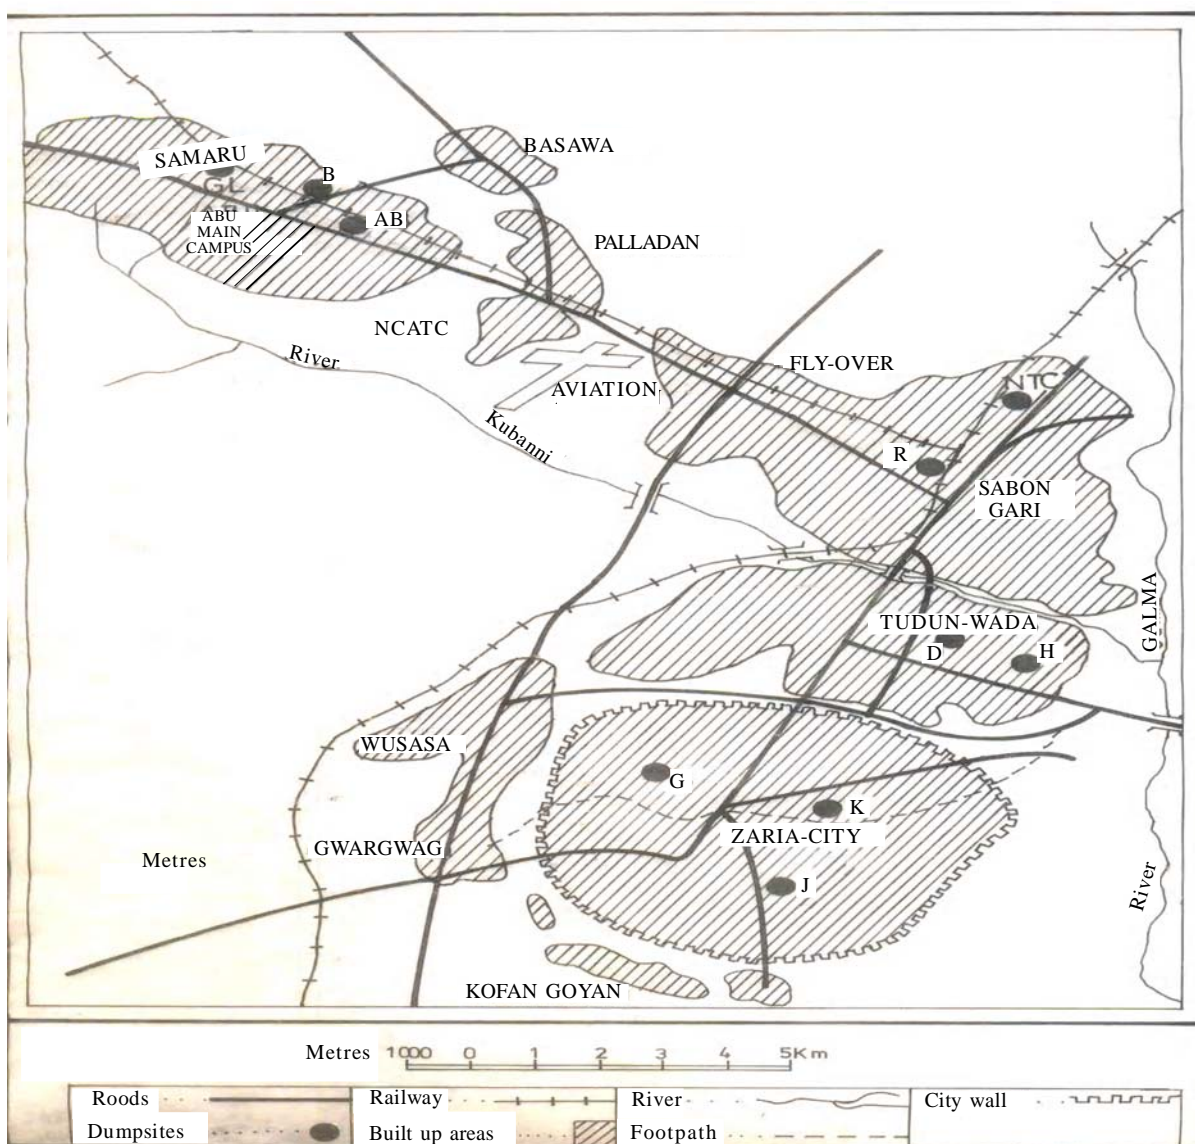 BASAWA
SAMARU
B
GL
ABU
MAIN
CAMPUS
AB
PALLADAN
NCATC
River
FLY-OVER
AVIATION
NTC
Kubanni
R
SABON
GARI
GALMA
TUDUN-WADA
D
H
WUSASA
G
K
ZARIA-CITY
GWARGWAG
Metres
J
River
KOFAN GOYAN
Metres 1000 0 1 2 3 4 5Km
Roods
Railway
River
City wall
Dumpsites
Built up areas
Footpath